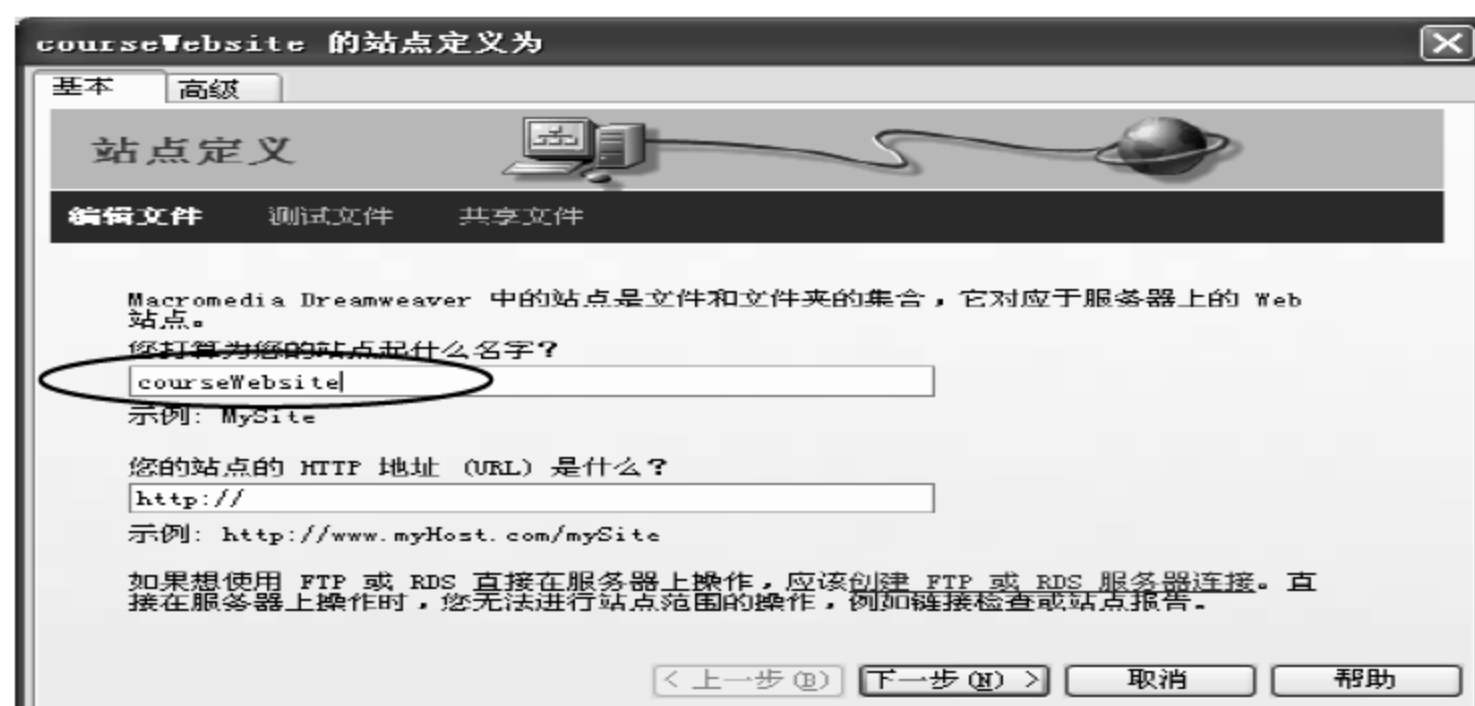 courseWebsite 的站点定义为
基本 高级
站点定义
编辑文件 测试文件 共享文件
Macromedia Dreamweaver 中的站点是文件和文件夹的集合，它对应于服务器上的 Web
站点。
您打算为您的站点起什么名字？
courseWebsite
示例: MySite
您的站点的 HTTP 地址 (URL) 是什么？
http://
示例: http://www.myHost.com/mySite
如果想使用 FTP 或 RDS 直接在服务器上操作，应该创建 FTP 或 RDS 服务器连接。直
接在服务器上操作时，您无法进行站点范围的操作，例如链接检查或站点报告。
< 上一步(B) 下一步(N) > 取消 帮助